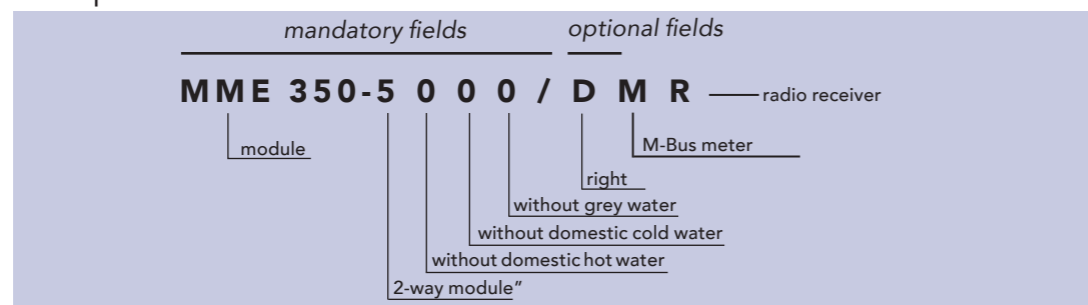 mandatory fields optional fields
MME 350-5 0 0 0 / D M R radio receiver
module M-Bus meter
right
without grey water
without domestic cold water
without domestic hot water
2-way module”